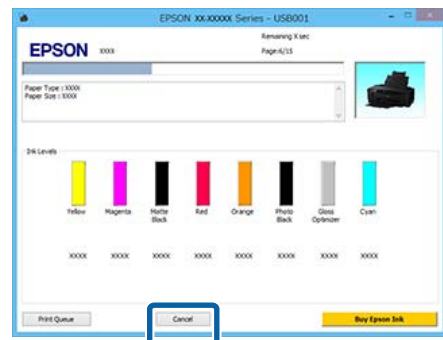 EPSON XX-XXXXX Series - USB001
Remaining X sec
EPSON XXXX Page:6/15
Paper Type : XXXX
Paper Size : XXXX
Ink Levels
Yellow Magenta Matte Black Red Orange Photo Black Gloss Optimizer Cyan
XXXX XXXX XXXX XXXX XXXX XXXX XXXX XXXX
Print Queue Cancel Buy Epson Ink